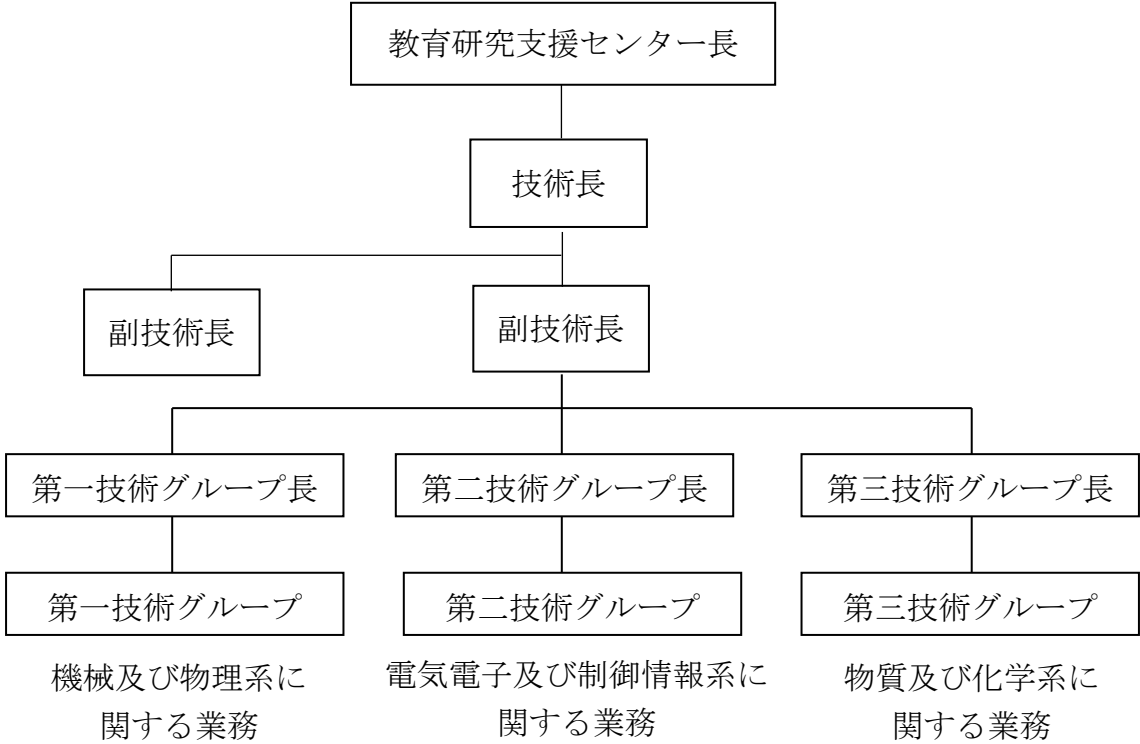 教育研究支援センター長
技術長
副技術長
副技術長
第一技術グループ長
第二技術グループ長
第三技術グループ長
第一技術グループ
第二技術グループ
第三技術グループ
機械及び物理系に
関する業務
電気電子及び制御情報系に
関する業務
物質及び化学系に
関する業務